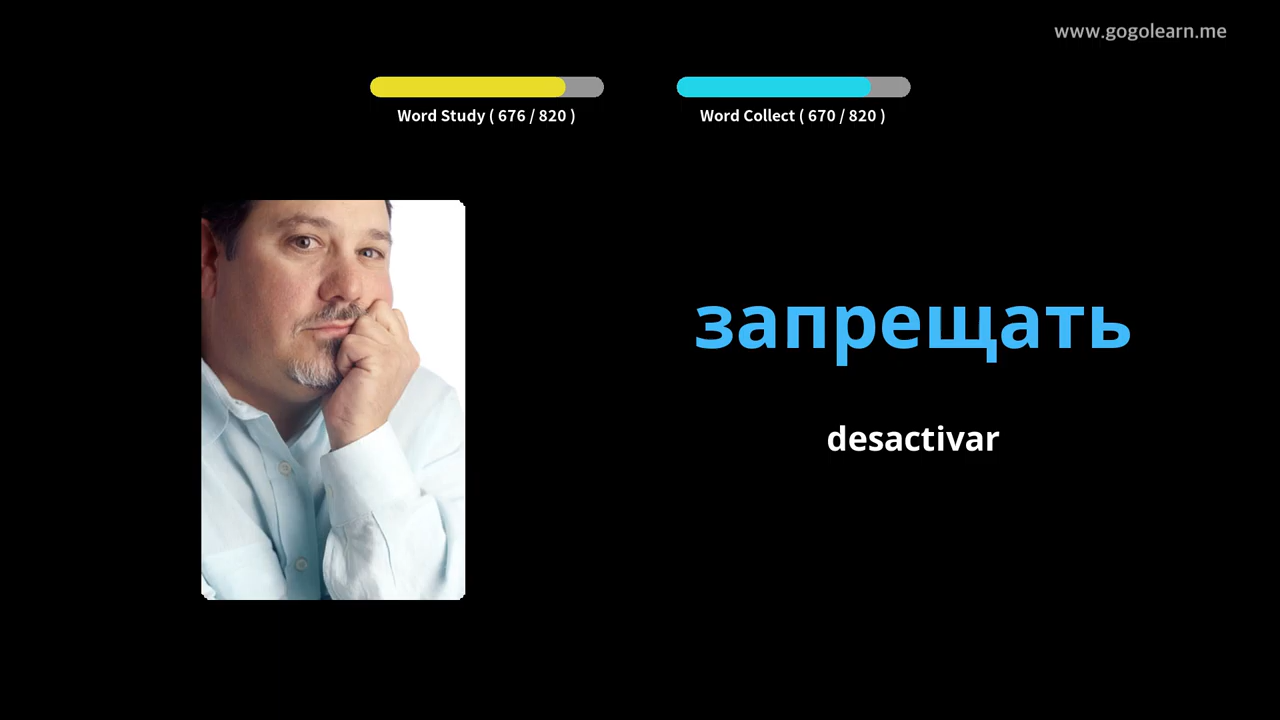 www.gogolearn.me
Word Study ( 676 / 820 )
Word Collect ( 670 / 820 )
запрещать
desactivar